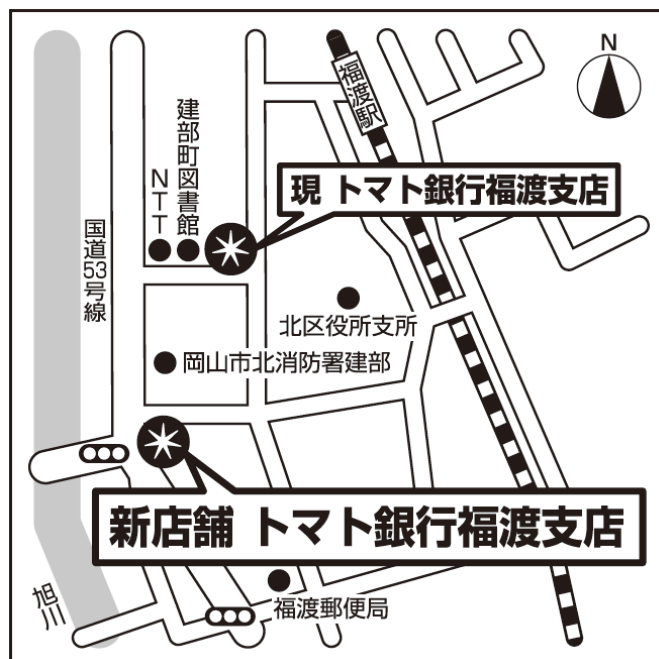 N
福渡駅
建部町図書館
NTT
現 トマト銀行福渡支店
国道53号線
北区役所支所
岡山市北消防署建部
新店舗 トマト銀行福渡支店
旭川
福渡郵便局